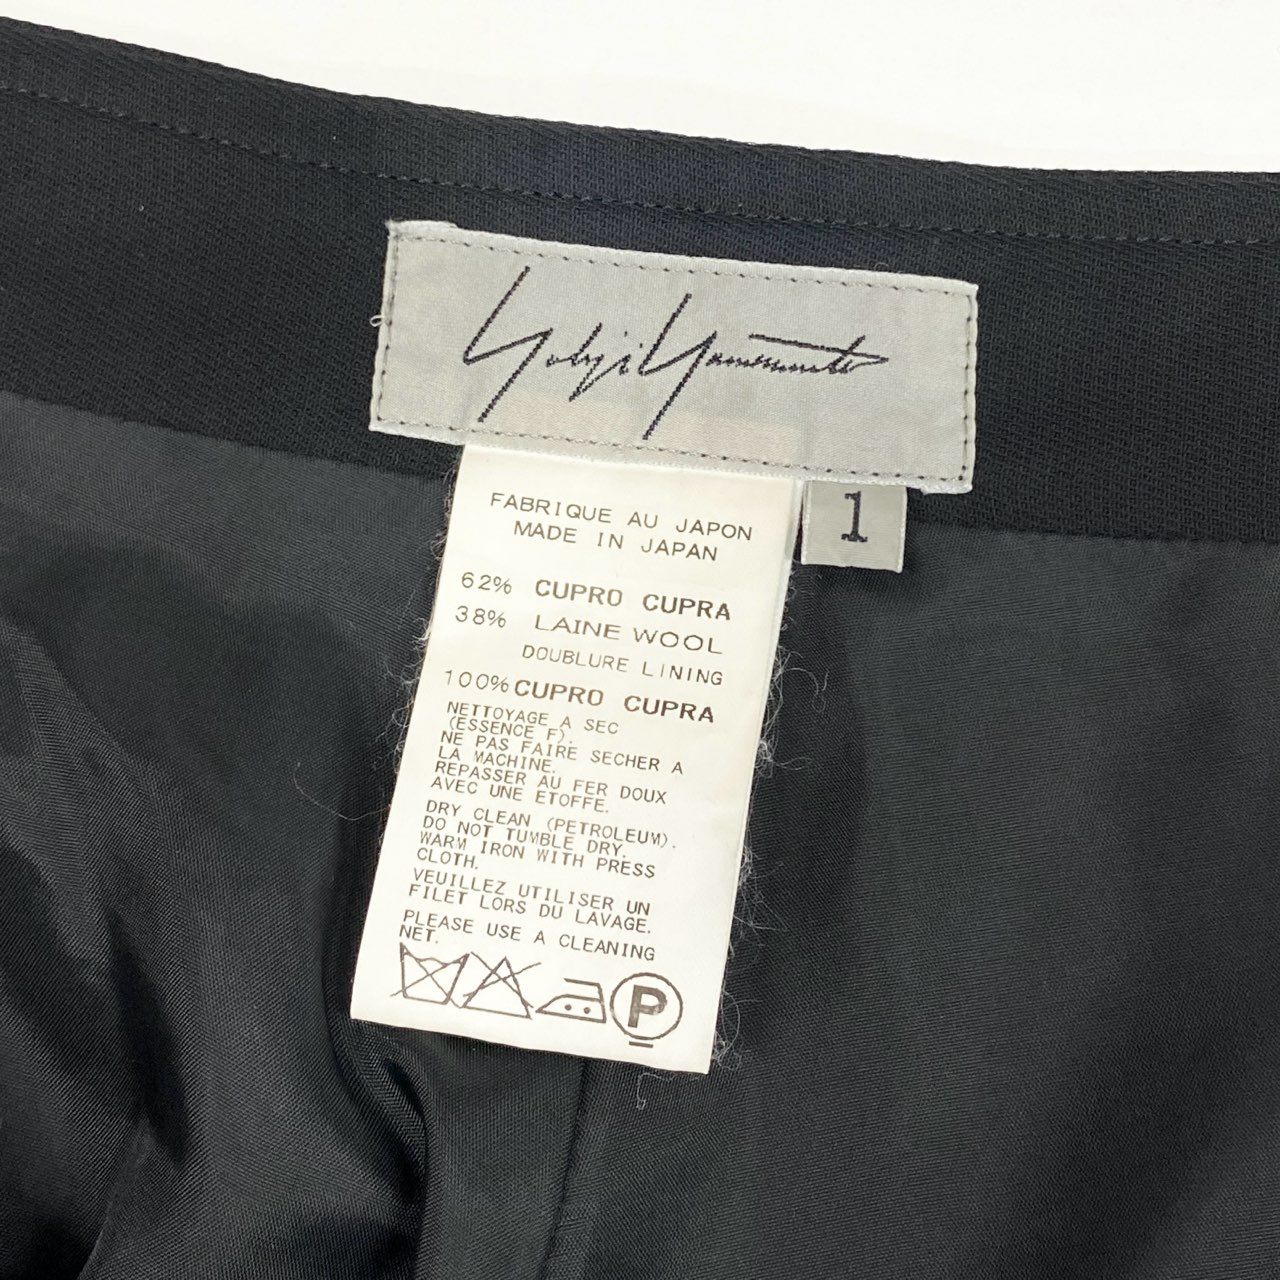 Yohji Yamamoto
1
FABRIQUE AU JAPON
MADE IN JAPAN
62% CUPRO CUPRA
38% LAINE WOOL
DOUBLURE LINING
100% CUPRO CUPRA
NETTOYAGE A SEC
(ESSENCE F).
NE PAS FAIRE SECHER A
LA MACHINE.
REPASSER AU FER DOUX
AVEC UNE ETOFFE.
DRY CLEAN (PETROLEUM).
DO NOT TUMBLE DRY.
WARM IRON WITH PRESS
CLOTH.
VEUILLEZ UTILISER UN
FILET LORS DU LAVAGE.
PLEASE USE A CLEANING
NET.
P